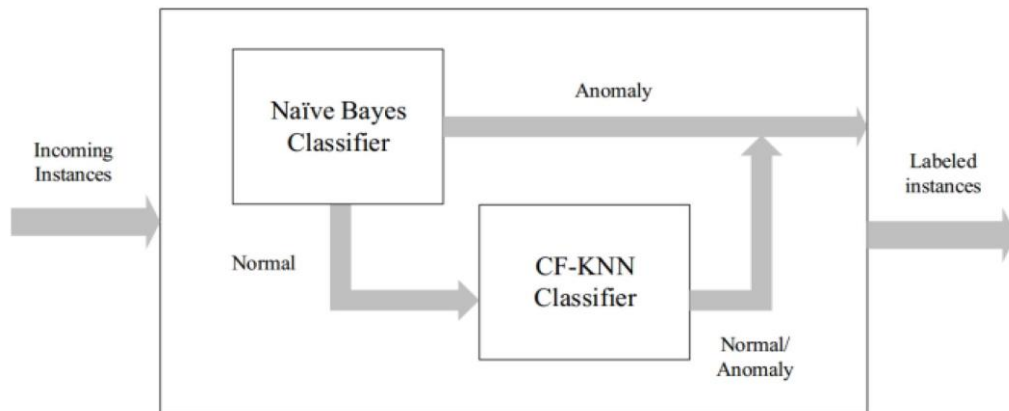 Incoming
Instances
Naïve Bayes
Classifier
Anomaly
Normal
CF-KNN
Classifier
Normal/
Anomaly
Labeled
instances